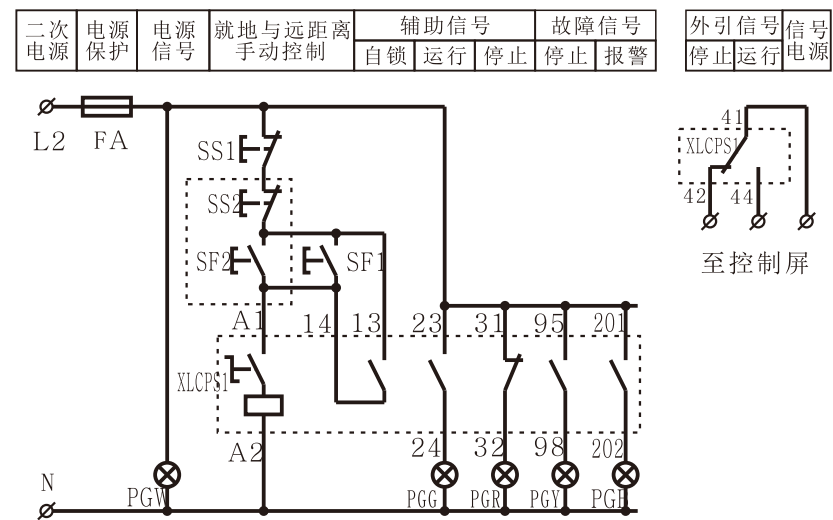 二次
电源
电源
保护
电源
信号
就地与远距离
手动控制
辅助信号
自锁 运行 停止
故障信号
停止 报警
外引信号
停止 运行
信号
电源
L2
FA
SS1
SS2
SF2
SF1
A1
14
13
23
31
95
201
XLCPS1
A2
24
32
98
202
N
PGW
PGG
PGR
PGY
PGB
41
XLCPS1
42
44
至控制屏